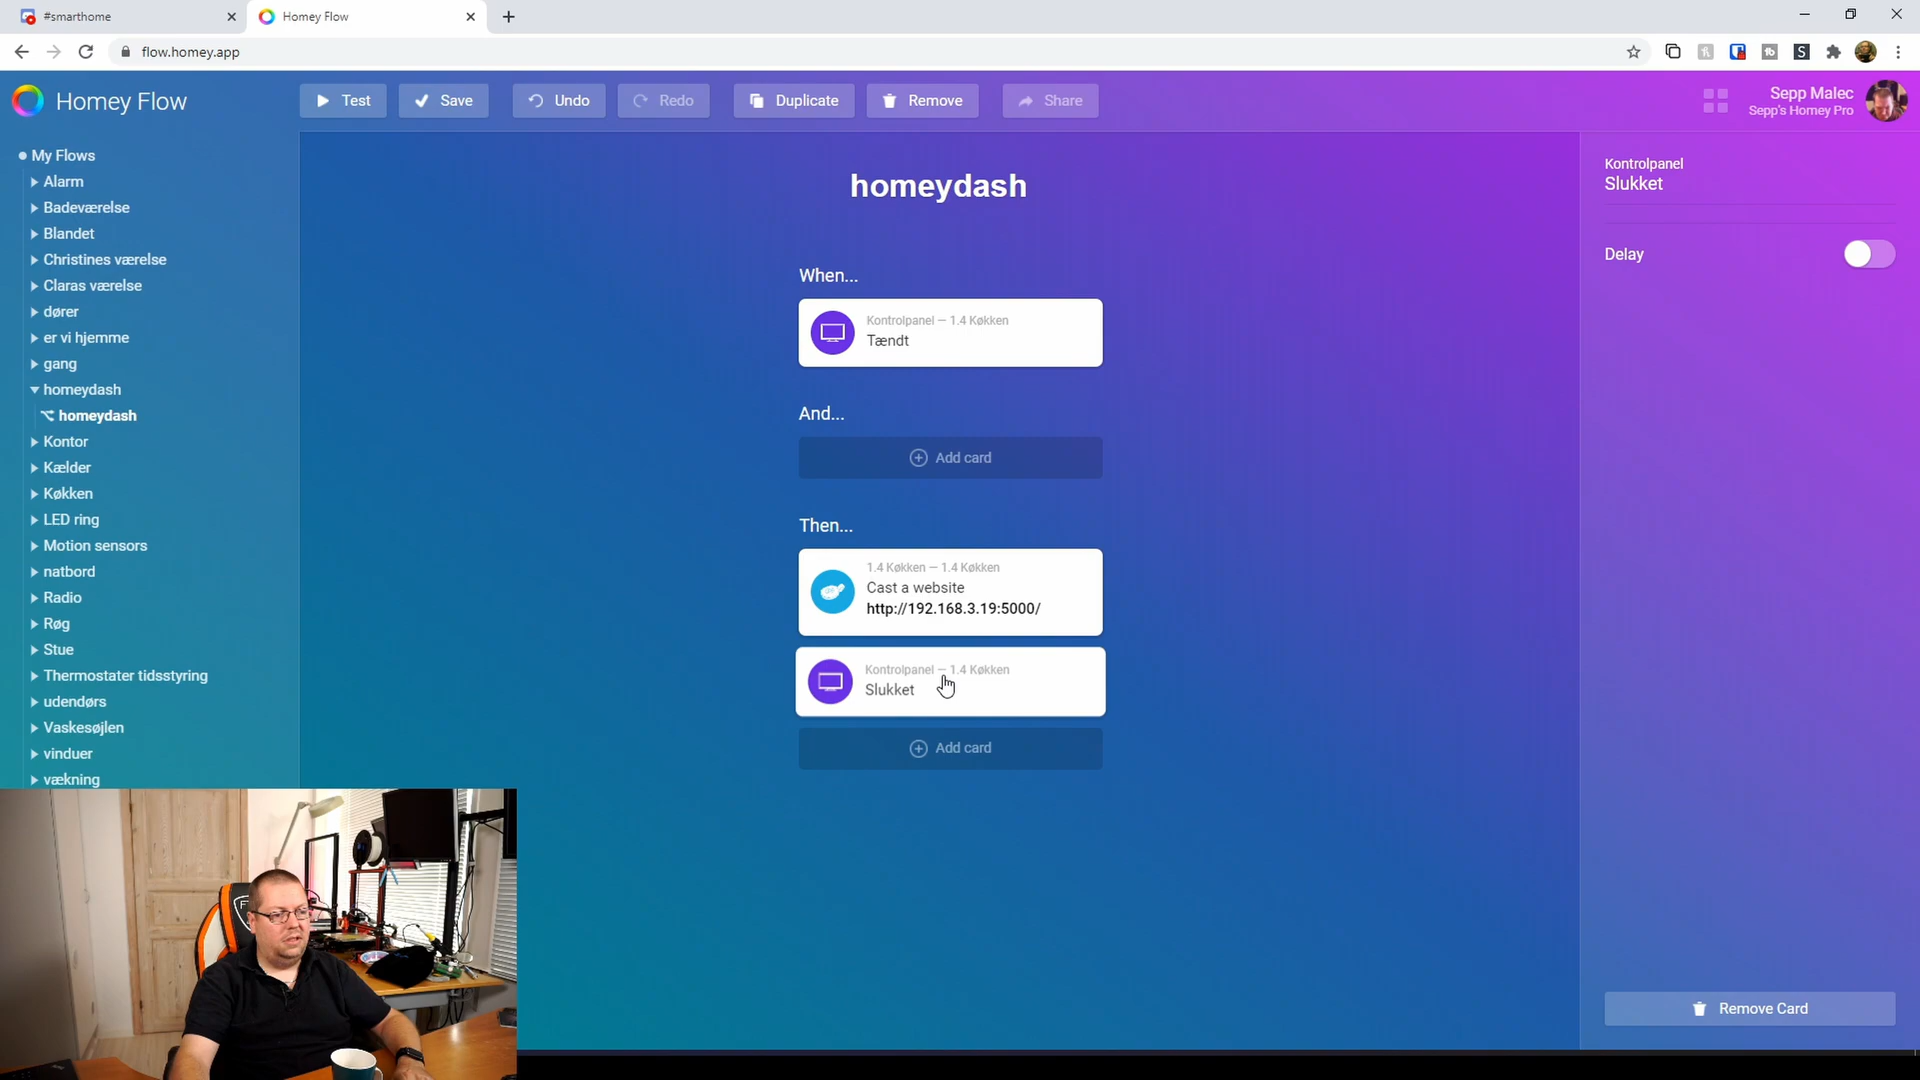 #smarthome
Homey Flow
flow.homey.app
Homey Flow
Test
Save
Undo
Redo
Duplicate
Remove
Share
Sepp Malec
Sepp's Homey Pro
My Flows
Alarm
Badeværelse
Blandet
Christines værelse
Claras værelse
dører
er vi hjemme
gang
homeydash
homeydash
Kontor
Kælder
Køkken
LED ring
Motion sensors
natbord
Radio
Røg
Stue
Thermostater tidsstyring
udendørs
Vaskesøjlen
vinduer
vækning
homeydash
When...
Kontrolpanel — 1.4 Køkken
Tændt
And...
Add card
Then...
1.4 Køkken — 1.4 Køkken
Cast a website
http://192.168.3.19:5000/
Kontrolpanel — 1.4 Køkken
Slukket
Add card
Kontrolpanel
Slukket
Delay
Remove Card